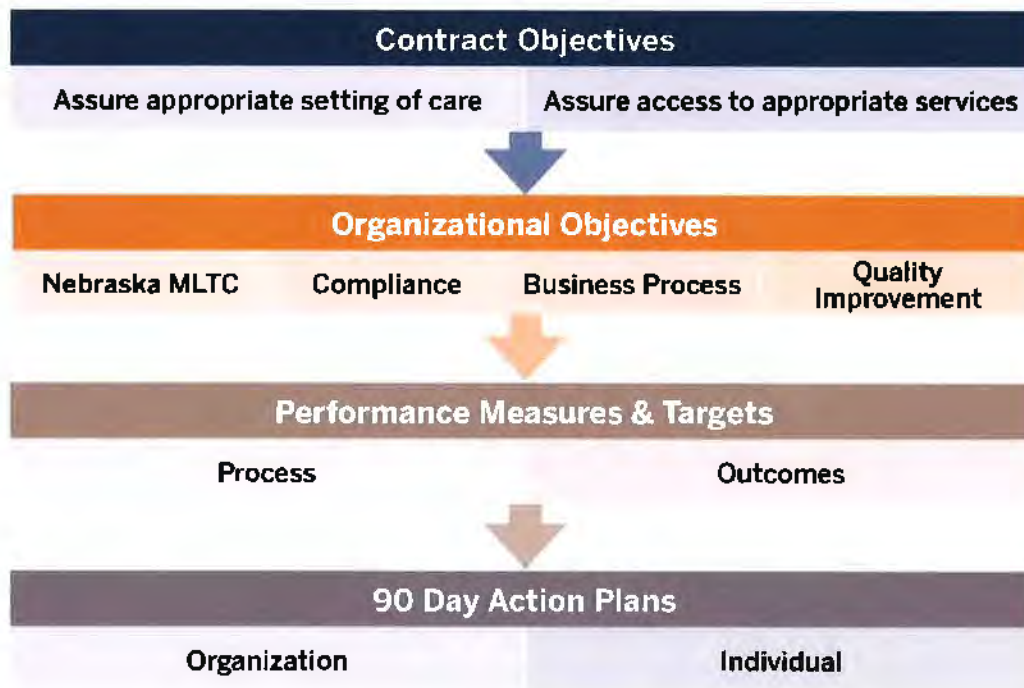 Contract Objectives
Assure appropriate setting of care
Assure access to appropriate services
Organizational Objectives
Nebraska MLTC
Compliance
Business Process
Quality
Improvement
Performance Measures & Targets
Process
Outcomes
90 Day Action Plans
Organization
Individual